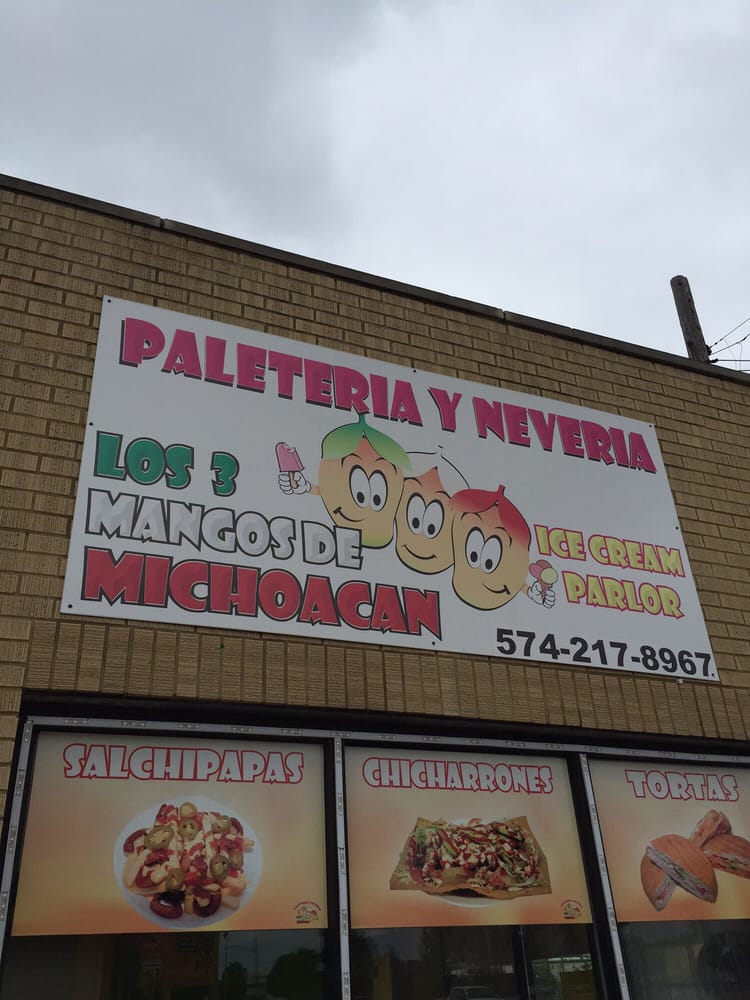 PALETERIA Y NEVERIA
LOS 3
MANGOS DE
MICHOACAN
ICE CREAM
PARLOR
574-217-8967
SALCHIPAPAS
CHICHARRONES
TORTAS